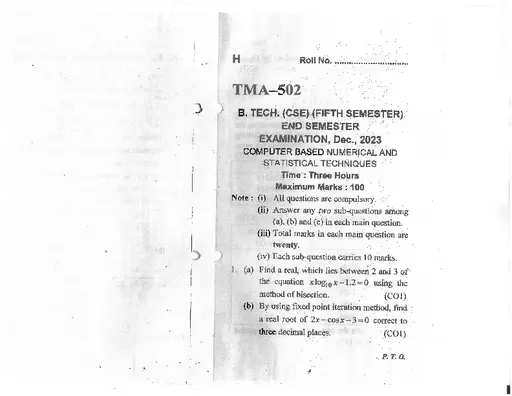 H Roll No. ..............................
TMA–502
B. TECH. (CSE) (FIFTH SEMESTER)
END SEMESTER
EXAMINATION, Dec., 2023
COMPUTER BASED NUMERICAL AND
STATISTICAL TECHNIQUES
Time : Three Hours
Maximum Marks : 100
Note : (i) All questions are compulsory.
(ii) Answer any two sub-questions among
(a), (b) and (c) in each main question.
(iii) Total marks in each main question are
twenty.
(iv) Each sub-question carries 10 marks.
1. (a) Find a real, which lies between 2 and 3 of
the equation x log₁₀ x − 1.2 = 0 using the
method of bisection. (CO1)
(b) By using fixed point iteration method, find
a real root of 2x − cos x − 3 = 0 correct to
three decimal places. (CO1)
P. T. O.